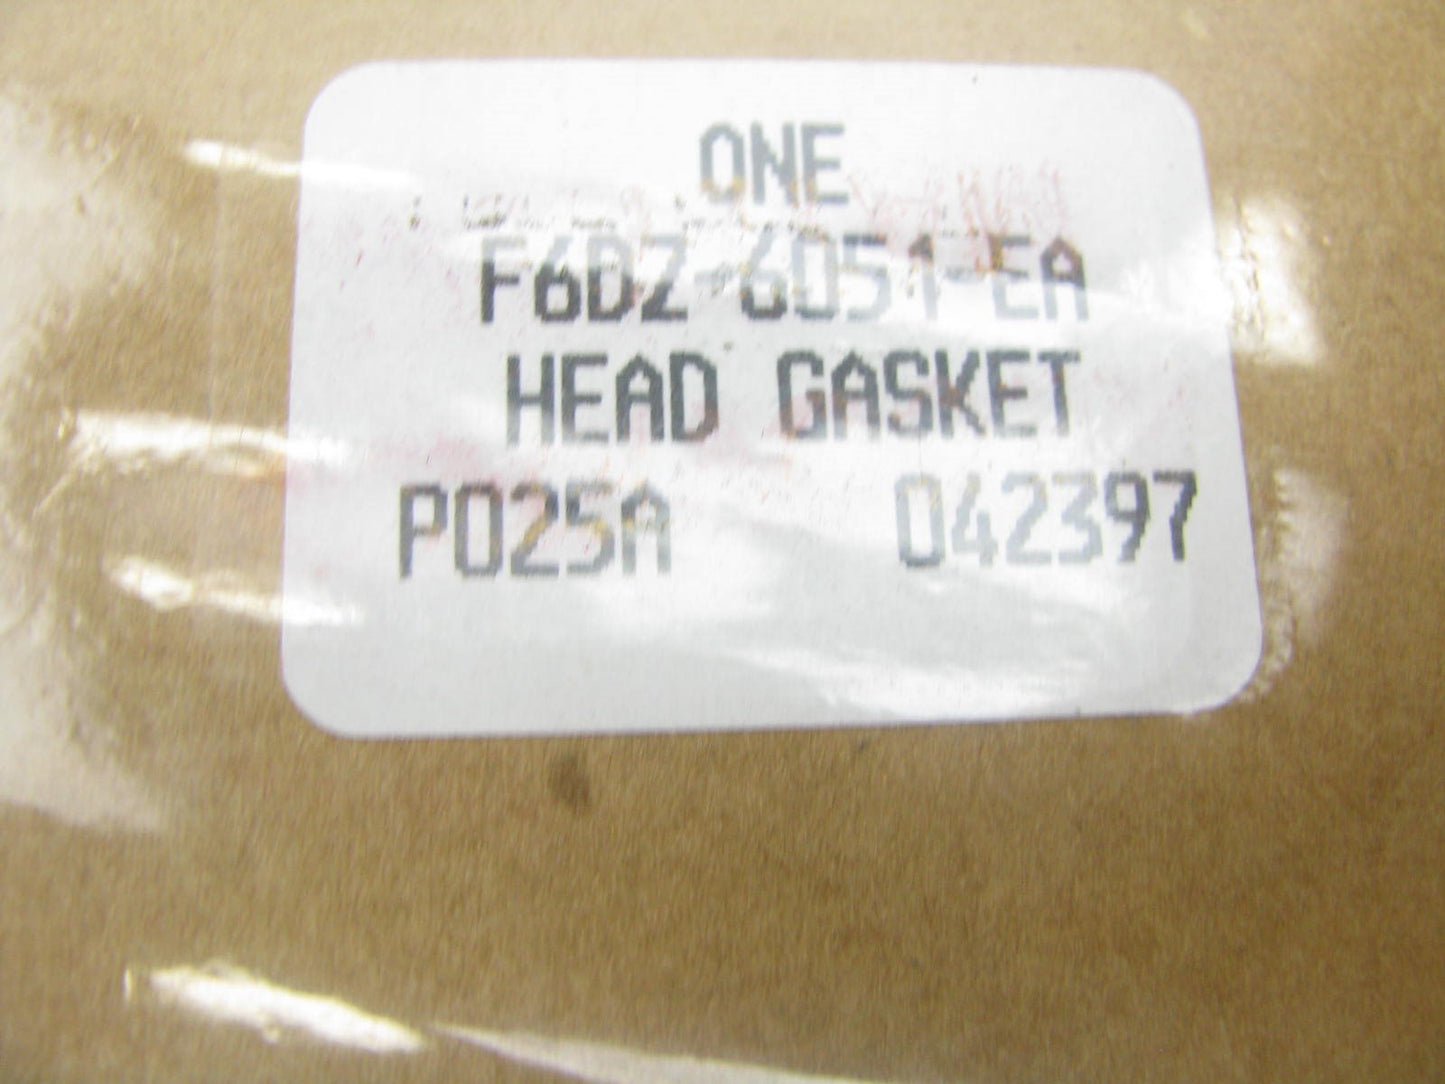 ONE
F6DZ-6051-EA
HEAD GASKET
P025A 042397